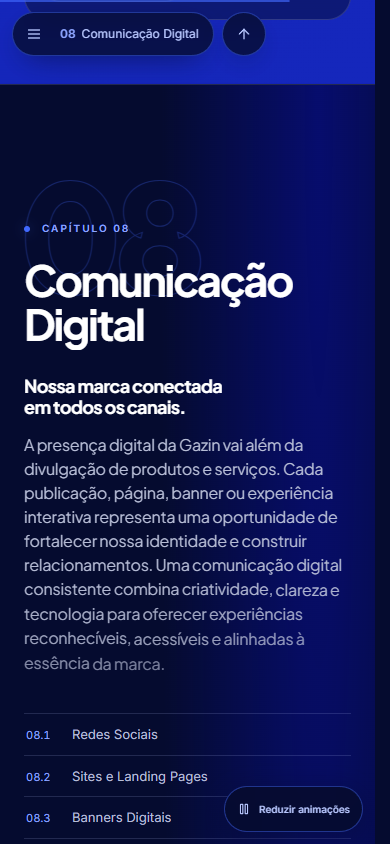 08 Comunicação Digital
08
CAPÍTULO 08
Comunicação
Digital
Nossa marca conectada
em todos os canais.
A presença digital da Gazin vai além da
divulgação de produtos e serviços. Cada
publicação, página, banner ou experiência
interativa representa uma oportunidade de
fortalecer nossa identidade e construir
relacionamentos. Uma comunicação digital
consistente combina criatividade, clareza e
tecnologia para oferecer experiências
reconhecíveis, acessíveis e alinhadas à
essência da marca.
08.1 Redes Sociais
08.2 Sites e Landing Pages
08.3 Banners Digitais
Reduzir animações